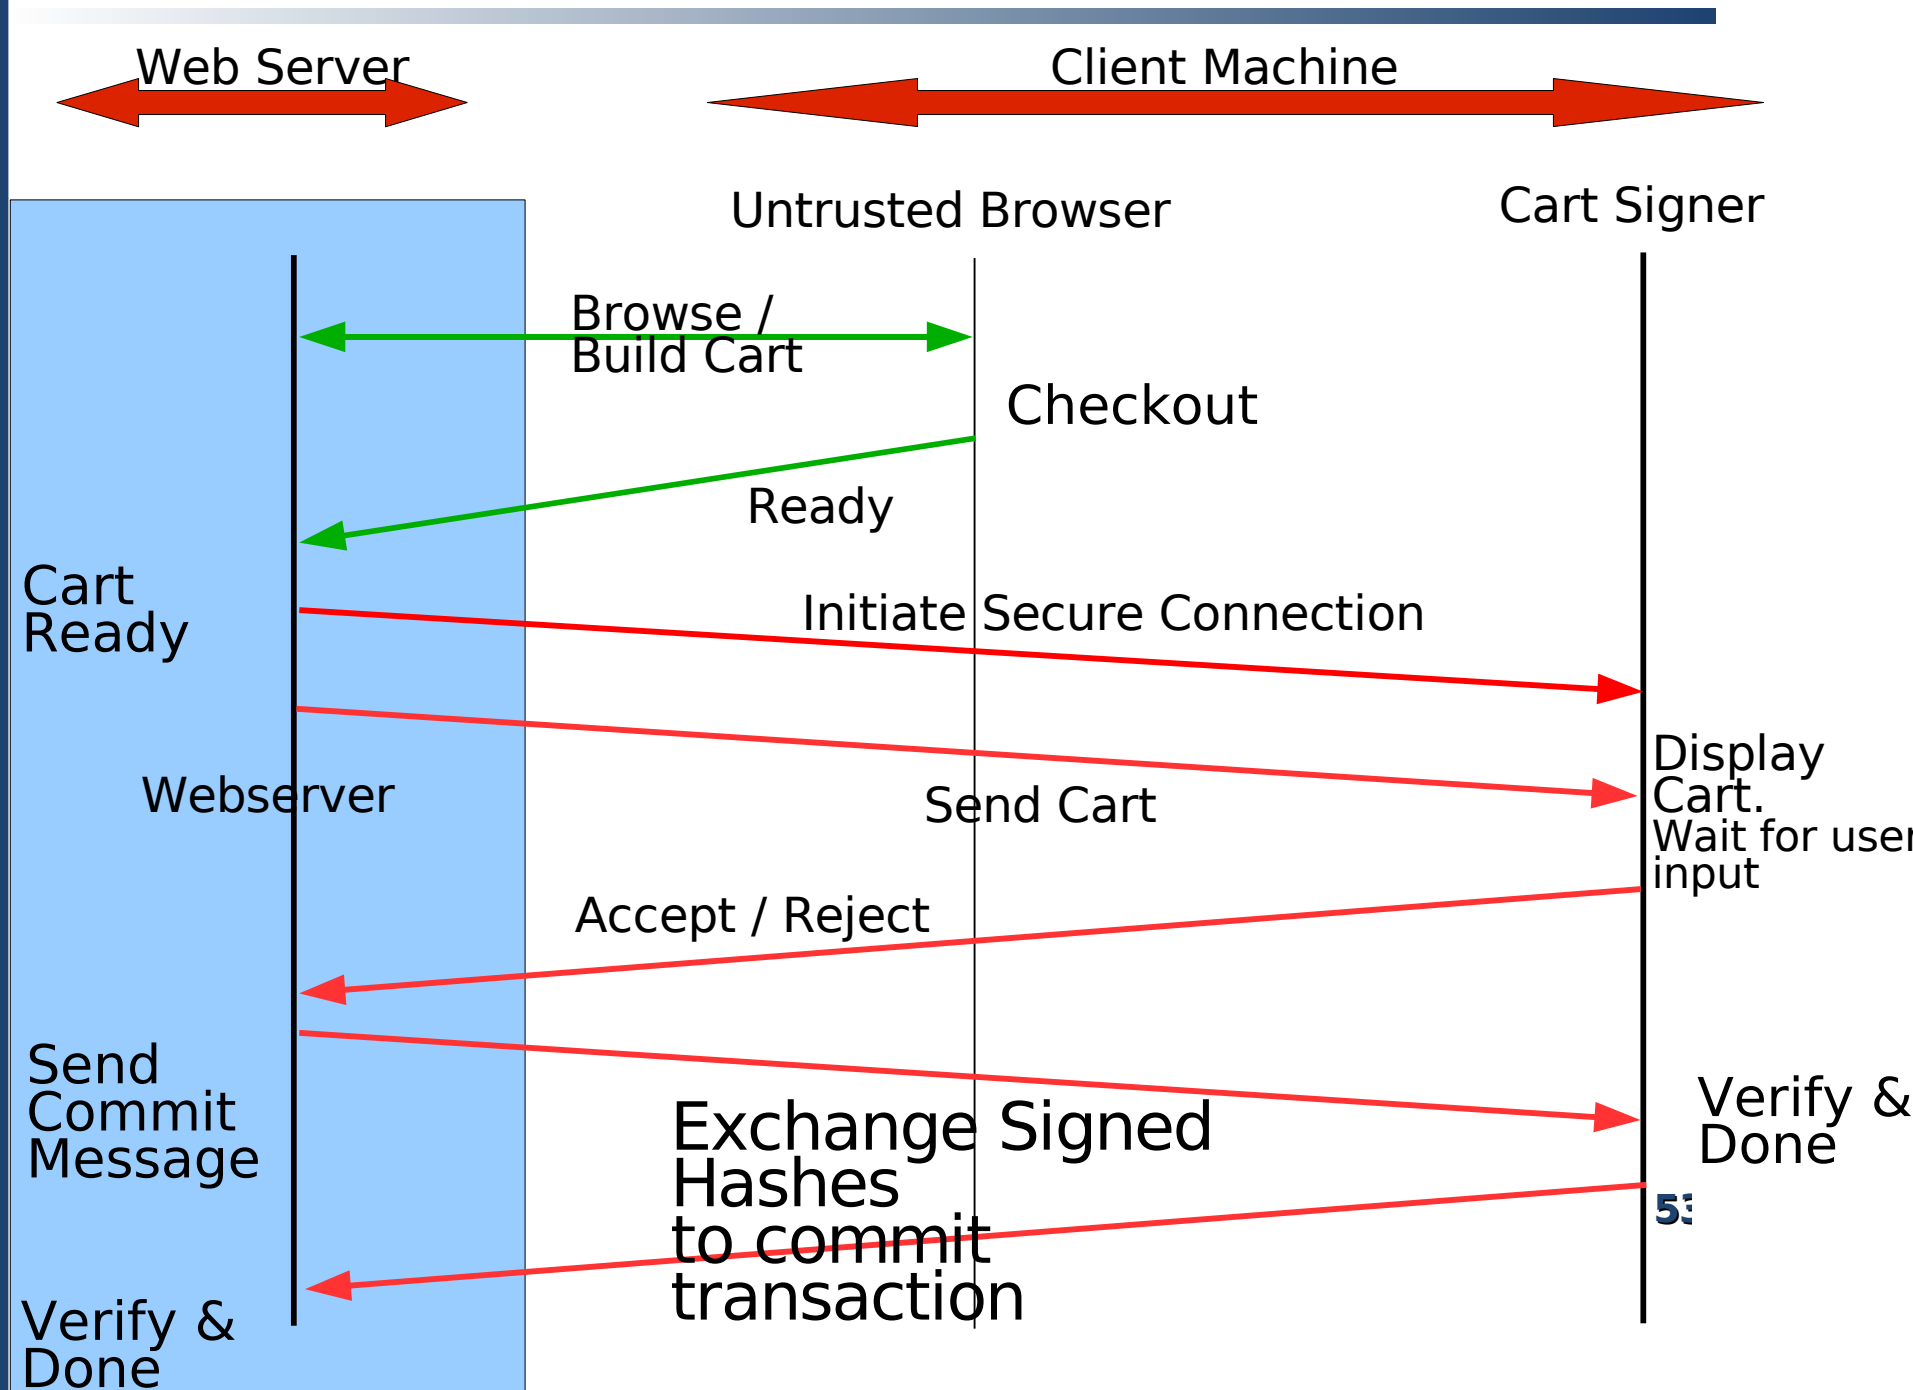 Web Server
Client Machine
Untrusted Browser
Cart Signer
Browse /
Build Cart
Checkout
Ready
Cart
Ready
Initiate Secure Connection
Display
Cart.
Wait for user
input
Webserver
Send Cart
Accept / Reject
Send
Commit
Message
Exchange Signed
Hashes
to commit
transaction
Verify &
Done
53
Verify &
Done